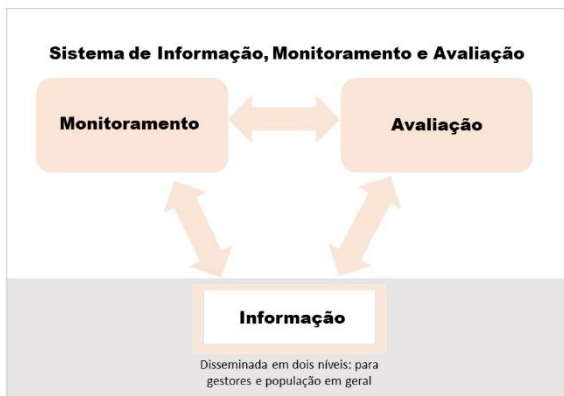 Sistema de Informação, Monitoramento e Avaliação
Monitoramento
Avaliação
Informação
Disseminada em dois níveis: para
gestores e população em geral